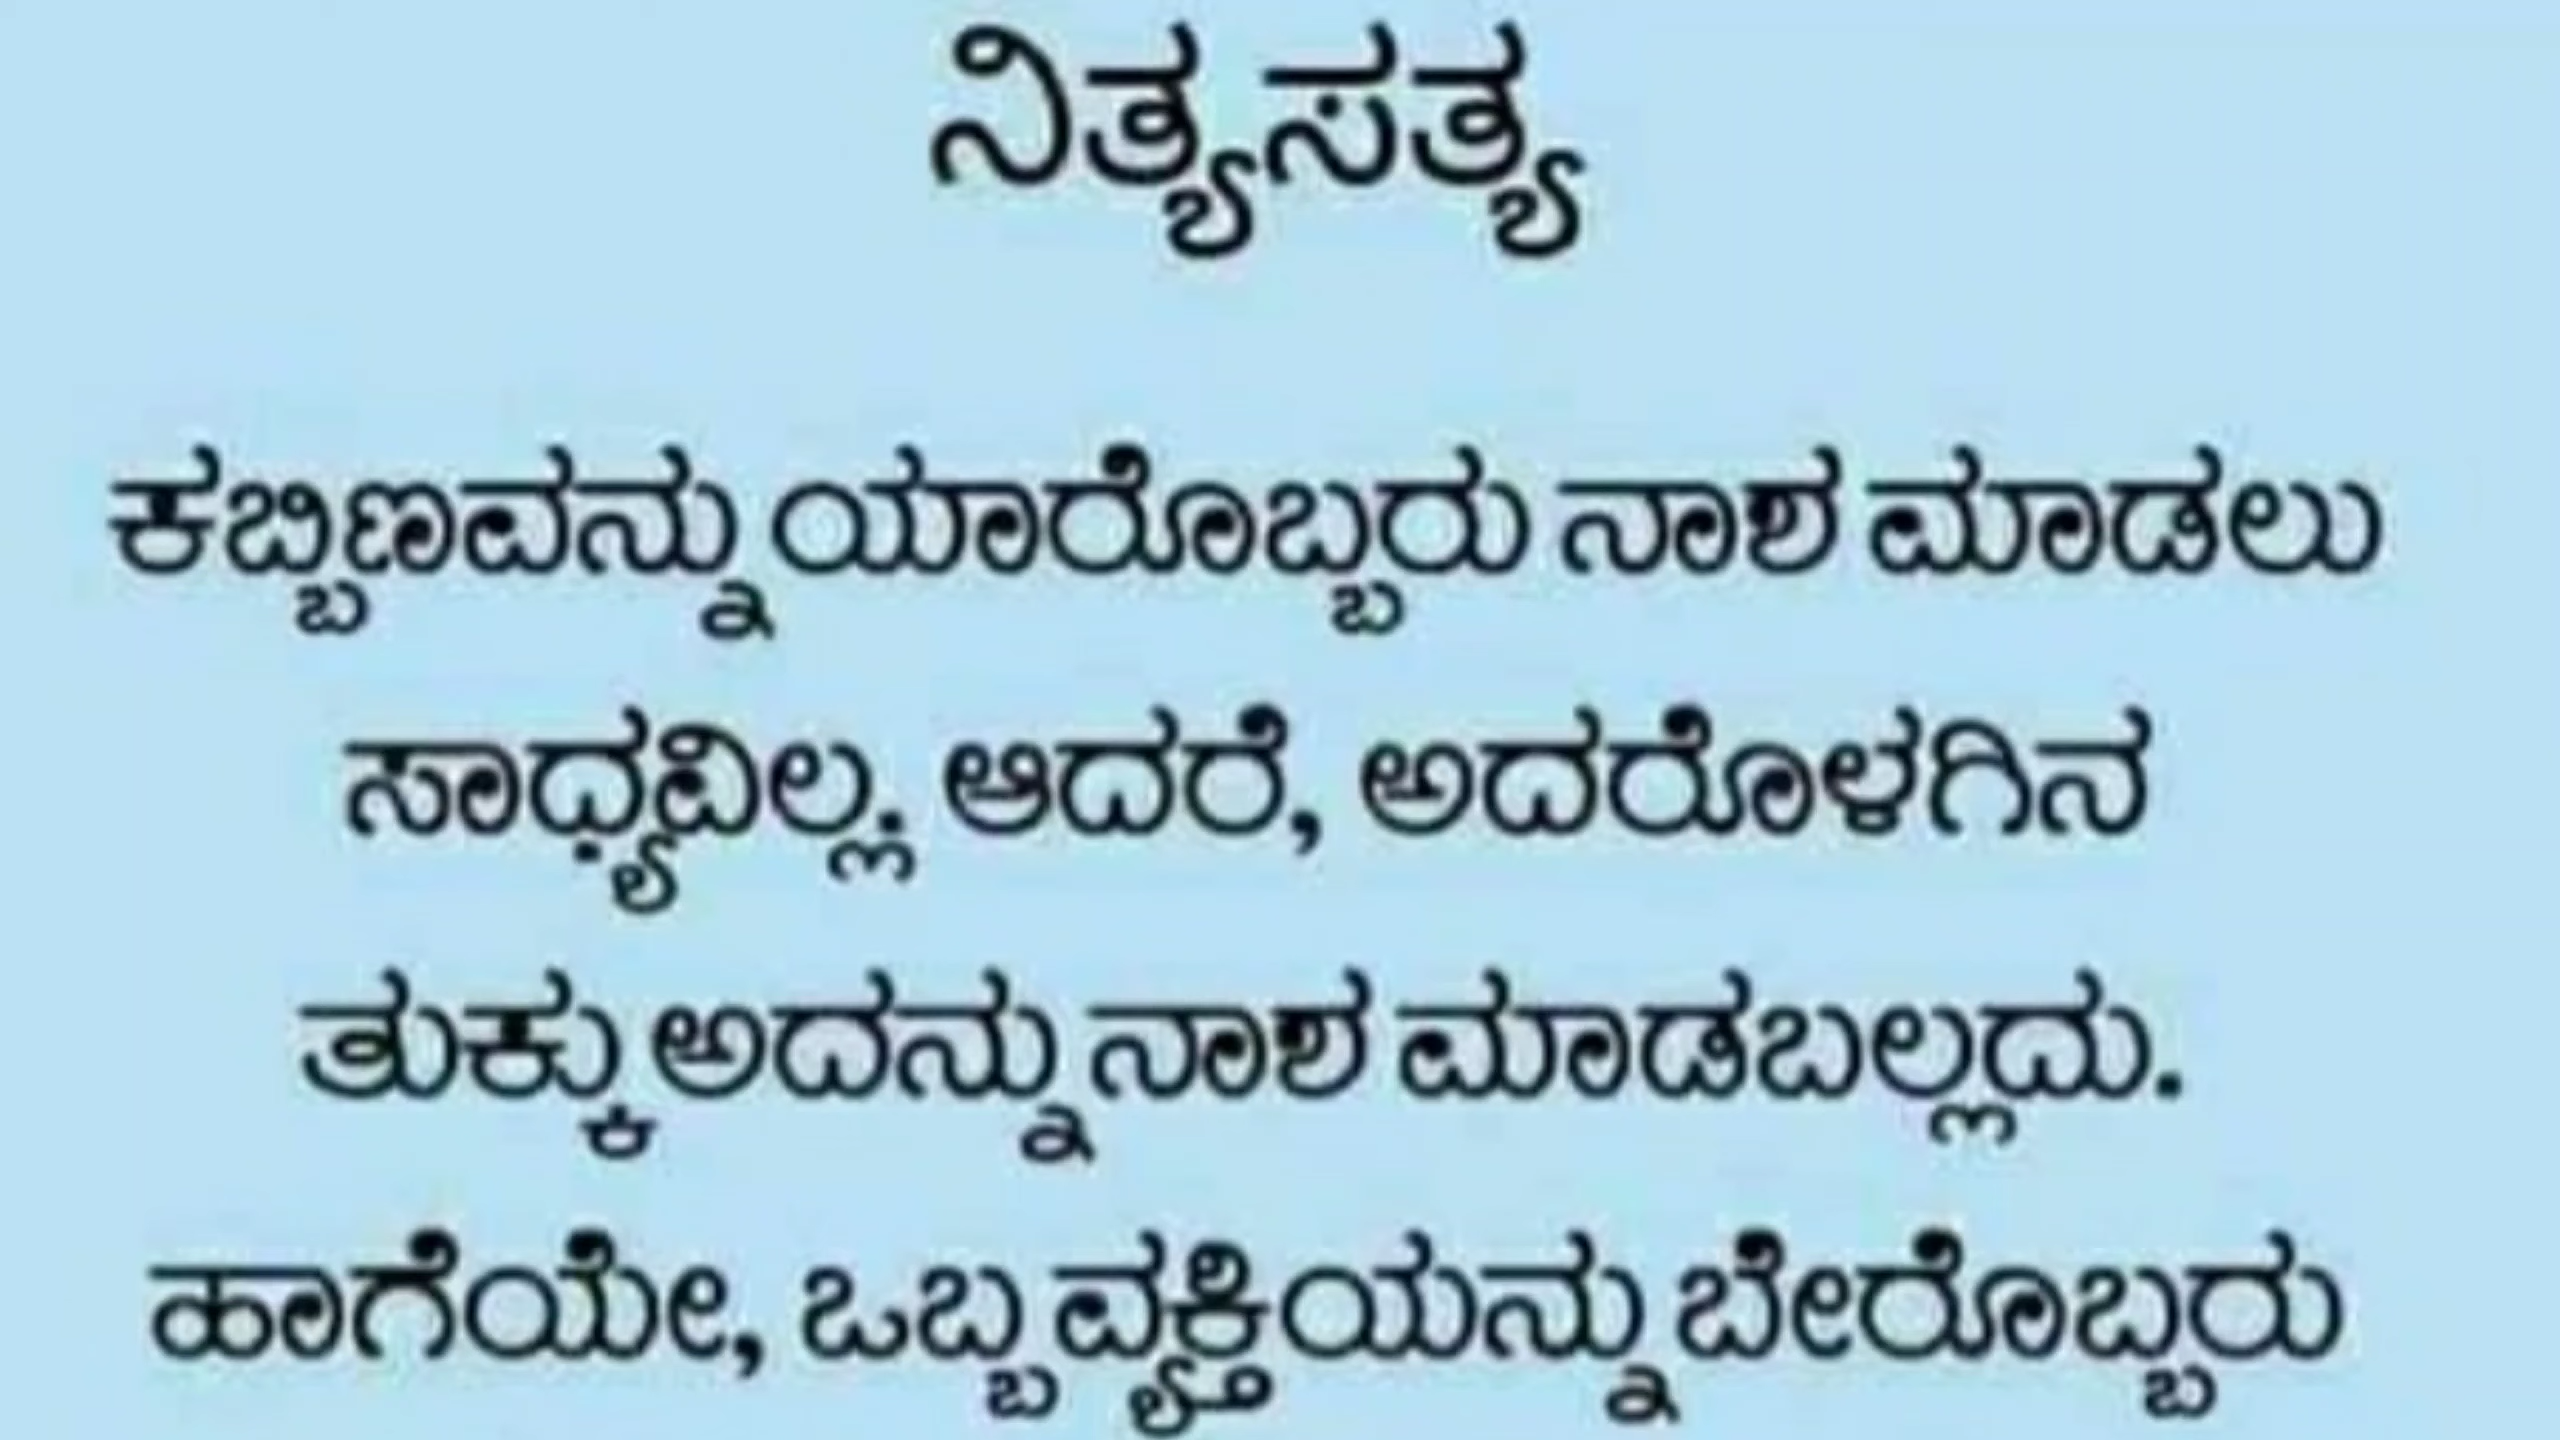 ನಿತ್ಯಸತ್ಯ
ಕಬ್ಬಿಣವನ್ನು ಯಾರೊಬ್ಬರು ನಾಶ ಮಾಡಲು
ಸಾಧ್ಯವಿಲ್ಲ. ಆದರೆ, ಅದರೊಳಗಿನ
ತುಕ್ಕು ಅದನ್ನು ನಾಶ ಮಾಡಬಲ್ಲದು.
ಹಾಗೆಯೇ, ಒಬ್ಬ ವ್ಯಕ್ತಿಯನ್ನು ಬೇರೊಬ್ಬರು